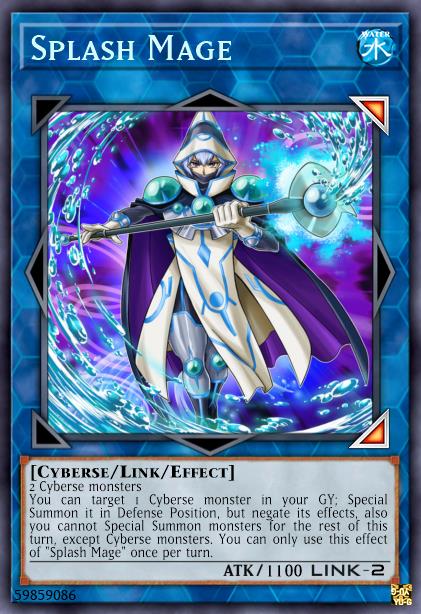 Splash Mage
WATER
水
[Cyberse/Link/Effect]
2 Cyberse monsters
You can target 1 Cyberse monster in your GY; Special
Summon it in Defense Position, but negate its effects, also
you cannot Special Summon monsters for the rest of this
turn, except Cyberse monsters. You can only use this effect
of "Splash Mage" once per turn.
ATK/1100 LINK-2
59859086